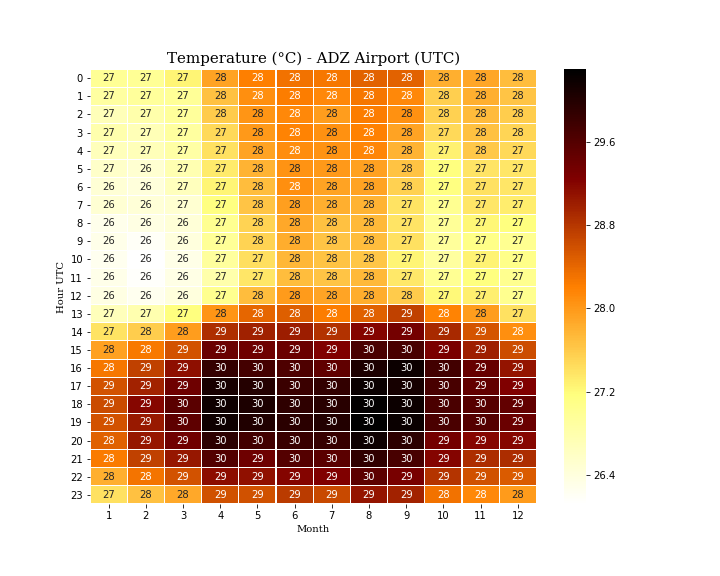 Temperature (°C) - ADZ Airport (UTC)
0 27 27 27 28 28 28 28 28 28 28 28 28
1 27 27 27 28 28 28 28 28 28 28 28 28
2 27 27 27 28 28 28 28 28 28 28 28 28
3 27 27 27 27 28 28 28 28 28 27 28 28
4 27 27 27 27 28 28 28 28 28 27 28 27
5 27 26 27 27 28 28 28 28 28 27 27 27
6 26 26 27 27 28 28 28 28 28 27 27 27
7 26 26 27 27 28 28 28 28 27 27 27 27
8 26 26 26 27 28 28 28 28 27 27 27 27
9 26 26 26 27 28 28 28 28 27 27 27 27
10 26 26 26 27 27 28 28 28 27 27 27 27
11 26 26 26 27 27 28 28 28 27 27 27 27
12 26 26 26 27 28 28 28 28 28 27 27 27
13 27 27 27 28 28 28 28 28 29 28 28 27
14 27 28 28 29 29 29 29 29 29 29 29 28
15 28 28 29 29 29 29 29 30 30 29 29 29
16 28 29 29 30 30 30 30 30 30 30 29 29
17 29 29 29 30 30 30 30 30 30 30 29 29
18 29 29 30 30 30 30 30 30 30 30 30 29
19 29 29 30 30 30 30 30 30 30 30 30 29
20 28 29 29 30 30 30 30 30 30 29 29 29
21 28 29 29 30 29 30 30 30 30 29 29 29
22 28 28 29 29 29 29 29 30 29 29 29 29
23 27 28 28 29 29 29 29 29 29 28 28 28
1 2 3 4 5 6 7 8 9 10 11 12
Month
Hour UTC
29.6
28.8
28.0
27.2
26.4